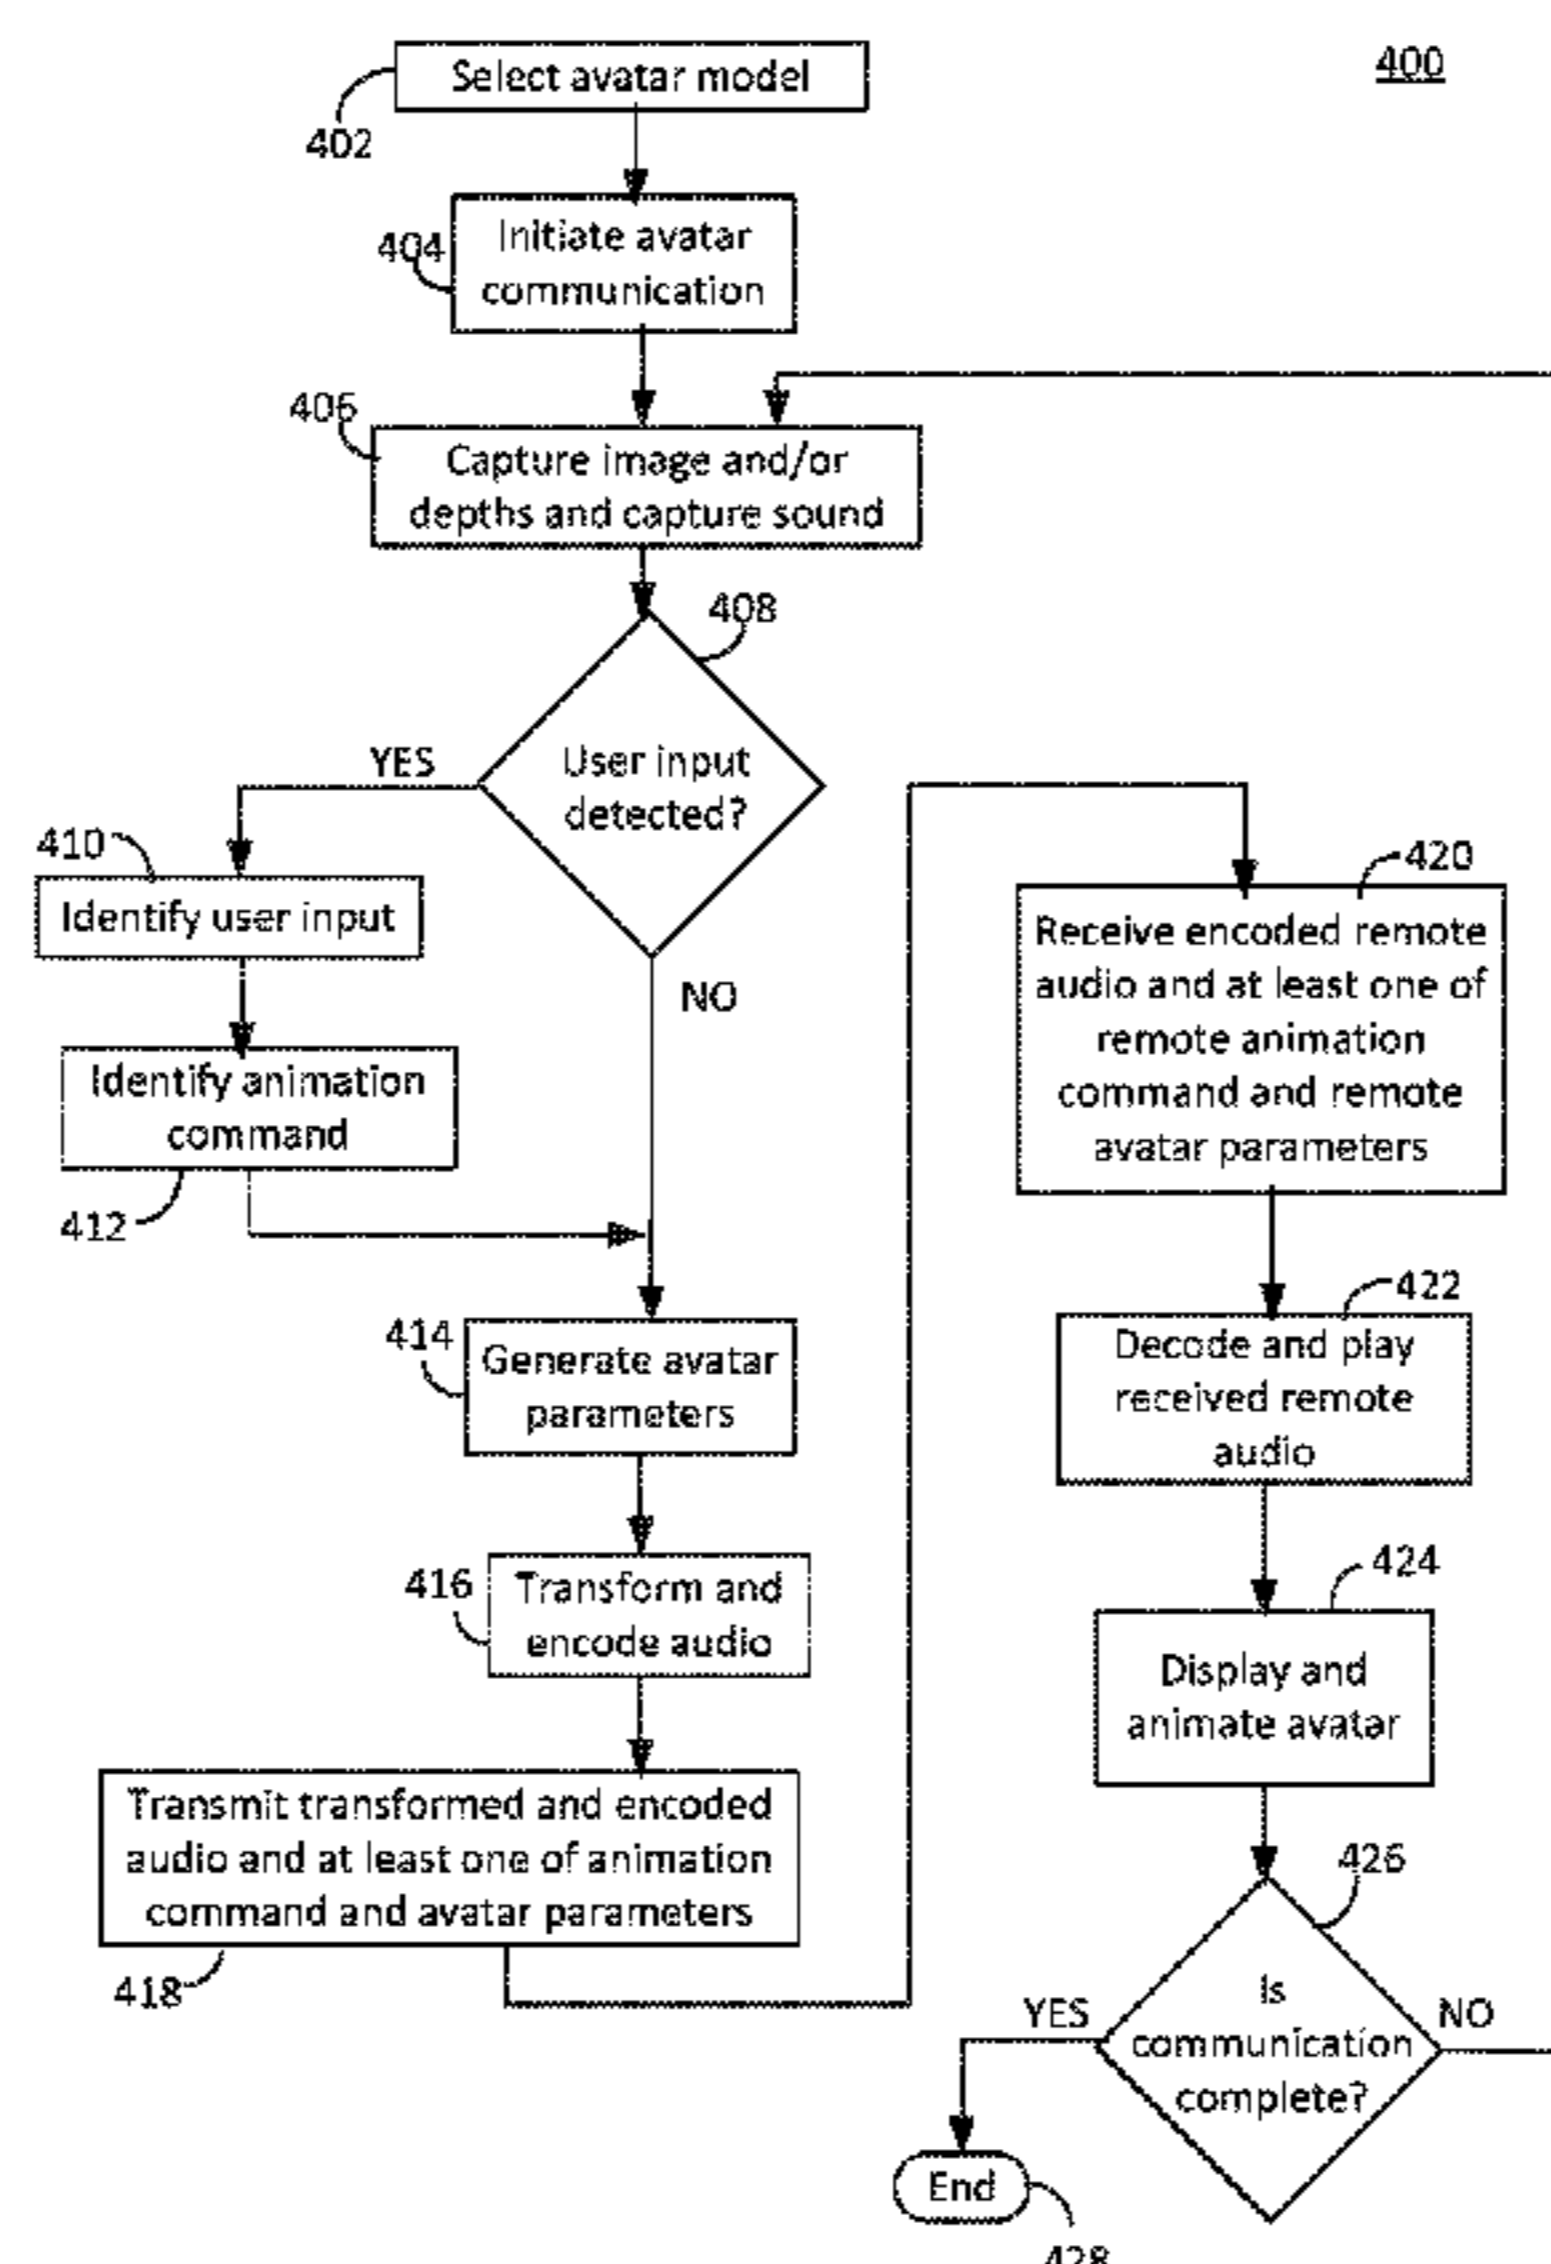 400
Select avatar model
402
404
Initiate avatar
communication
406
Capture image and/or
depths and capture sound
408
User input
detected?
YES
NO
410
Identify user input
Identify animation
command
412
414
Generate avatar
parameters
416
Transform and
encode audio
Transmit transformed and encoded
audio and at least one of animation
command and avatar parameters
418
420
Receive encoded remote
audio and at least one of
remote animation
command and remote
avatar parameters
422
Decode and play
received remote
audio
424
Display and
animate avatar
426
Is
communication
complete?
YES
NO
End
428